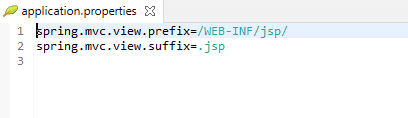 application.properties
1 spring.mvc.view.prefix=/WEB-INF/jsp/
2 spring.mvc.view.suffix=.jsp
3